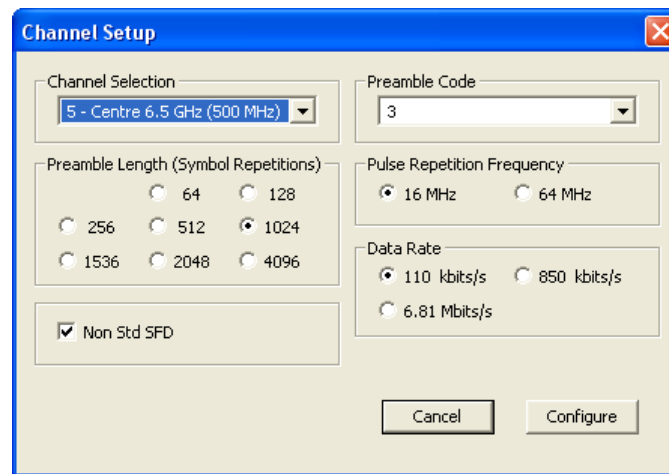 Channel Setup
Channel Selection
5 - Centre 6.5 GHz (500 MHz)
Preamble Code
3
Preamble Length (Symbol Repetitions)
64 128
256 512 1024
1536 2048 4096
Pulse Repetition Frequency
16 MHz 64 MHz
Data Rate
110 kbits/s 850 kbits/s
6.81 Mbits/s
Non Std SFD
Cancel Configure